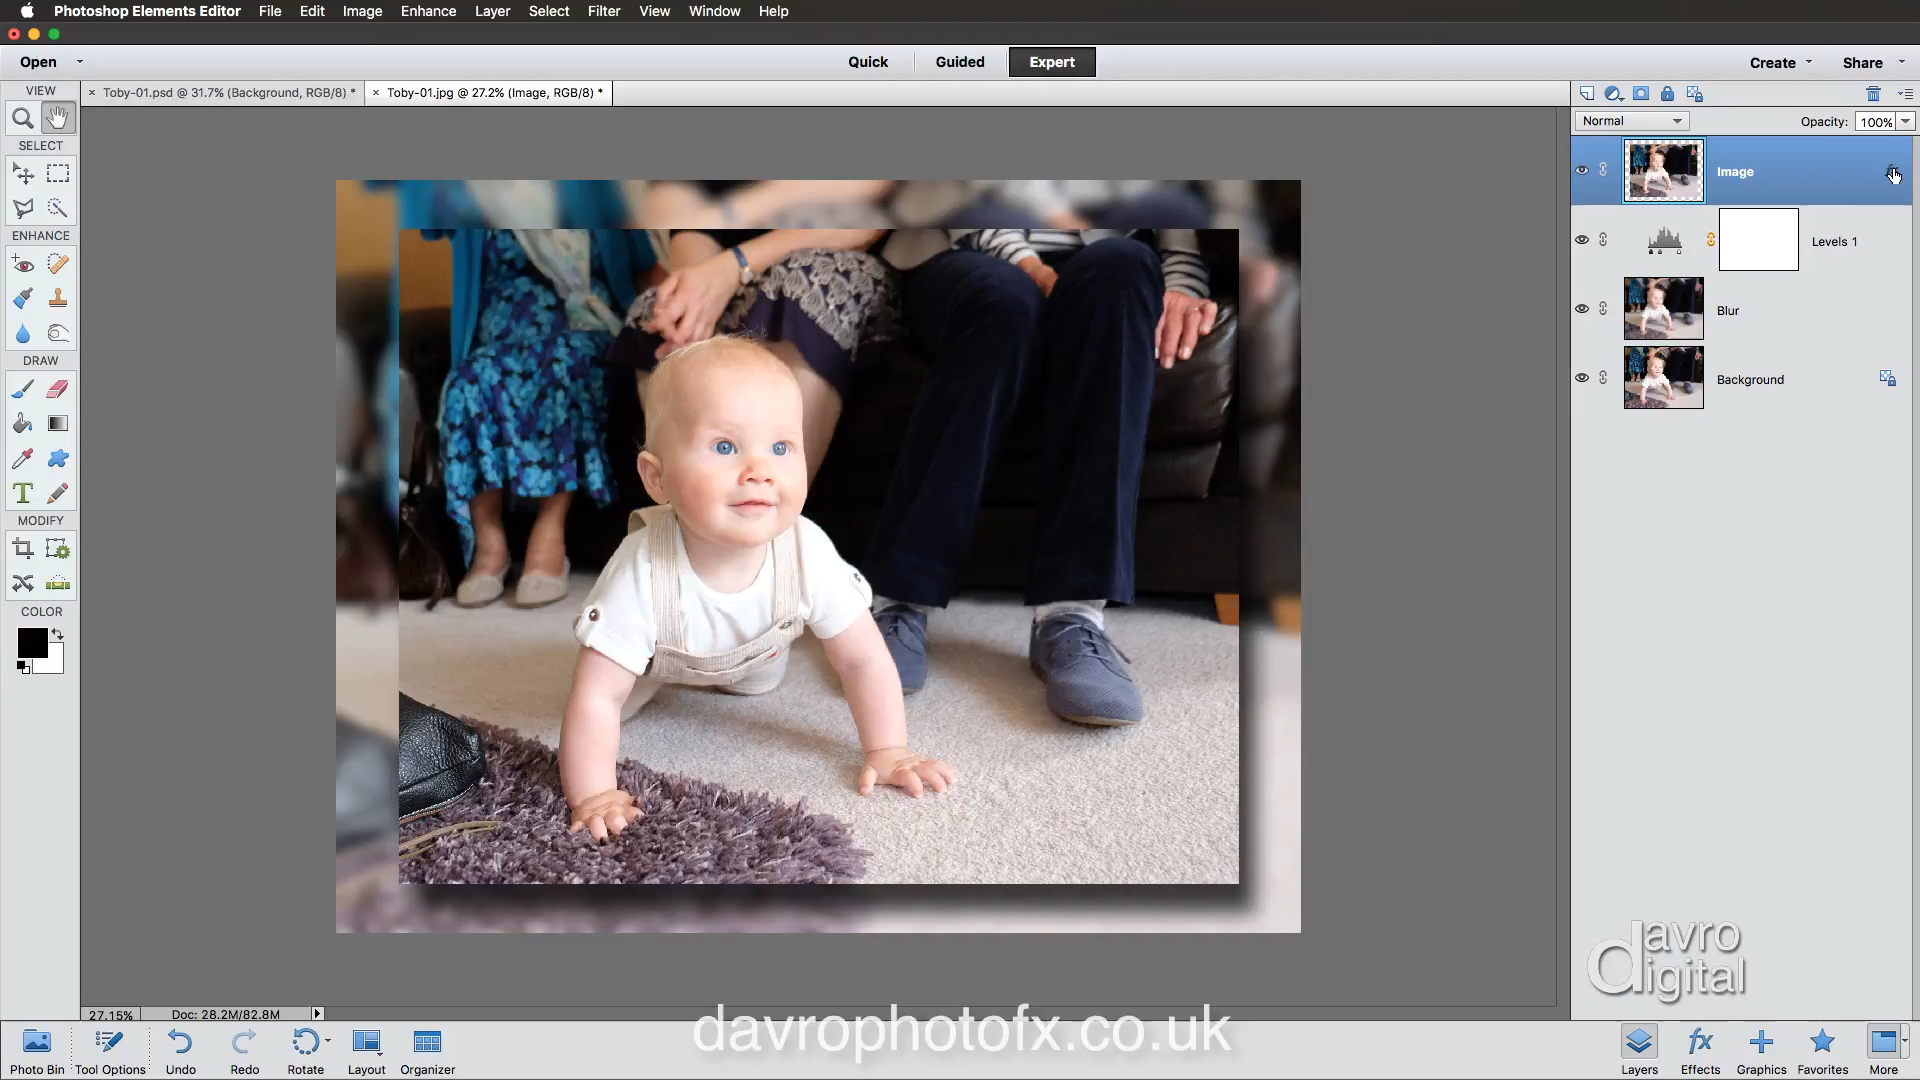 Photoshop Elements Editor File Edit Image Enhance Layer Select Filter View Window Help
Open Quick Guided Expert Create Share
VIEW × Toby-01.psd @ 31.7% (Background, RGB/8) * × Toby-01.jpg @ 27.2% (Image, RGB/8) *
Normal Opacity: 100%
SELECT
Image
ENHANCE
Levels 1
Blur
DRAW
Background
T
MODIFY
COLOR
davro
digital
27.15% Doc: 28.2M/82.8M
davrophotofx.co.uk
fx
Photo Bin Tool Options Undo Redo Rotate Layout Organizer Layers Effects Graphics Favorites More